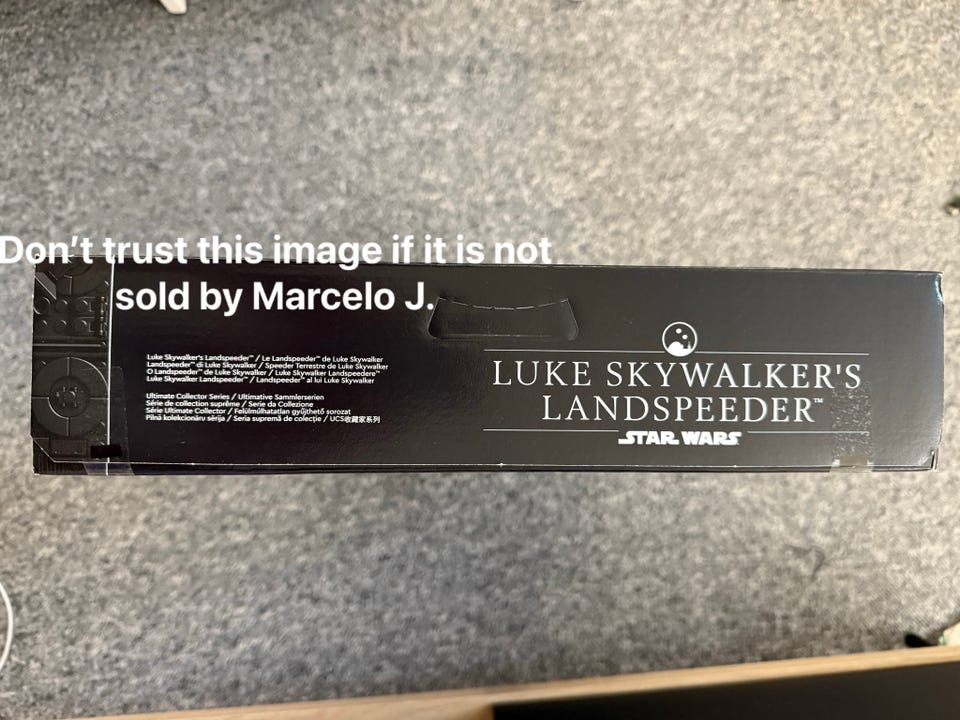 Don’t trust this image if it is not
sold by Marcelo J.
Luke Skywalker's Landspeeder™ / Le Landspeeder™ de Luke Skywalker
Landspeeder™ di Luke Skywalker / Speeder Terrestre de Luke Skywalker
O Landspeeder™ de Luke Skywalker / Luke Skywalker Landspeedere™
Luke Skywalker Landspeeder™ / Landspeeder™ al lui Luke Skywalker
Ultimate Collector Series / Ultimative Sammlerserien
Série de collection suprême / Serie da Collezione
Série Ultimate Collector / Felülmúlhatatlan gyűjthető sorozat
Pilnā kolekcionāru sērija / Seria supremă de colecție / UCS收藏家系列
LUKE SKYWALKER'S
LANDSPEEDER™
STAR WARS